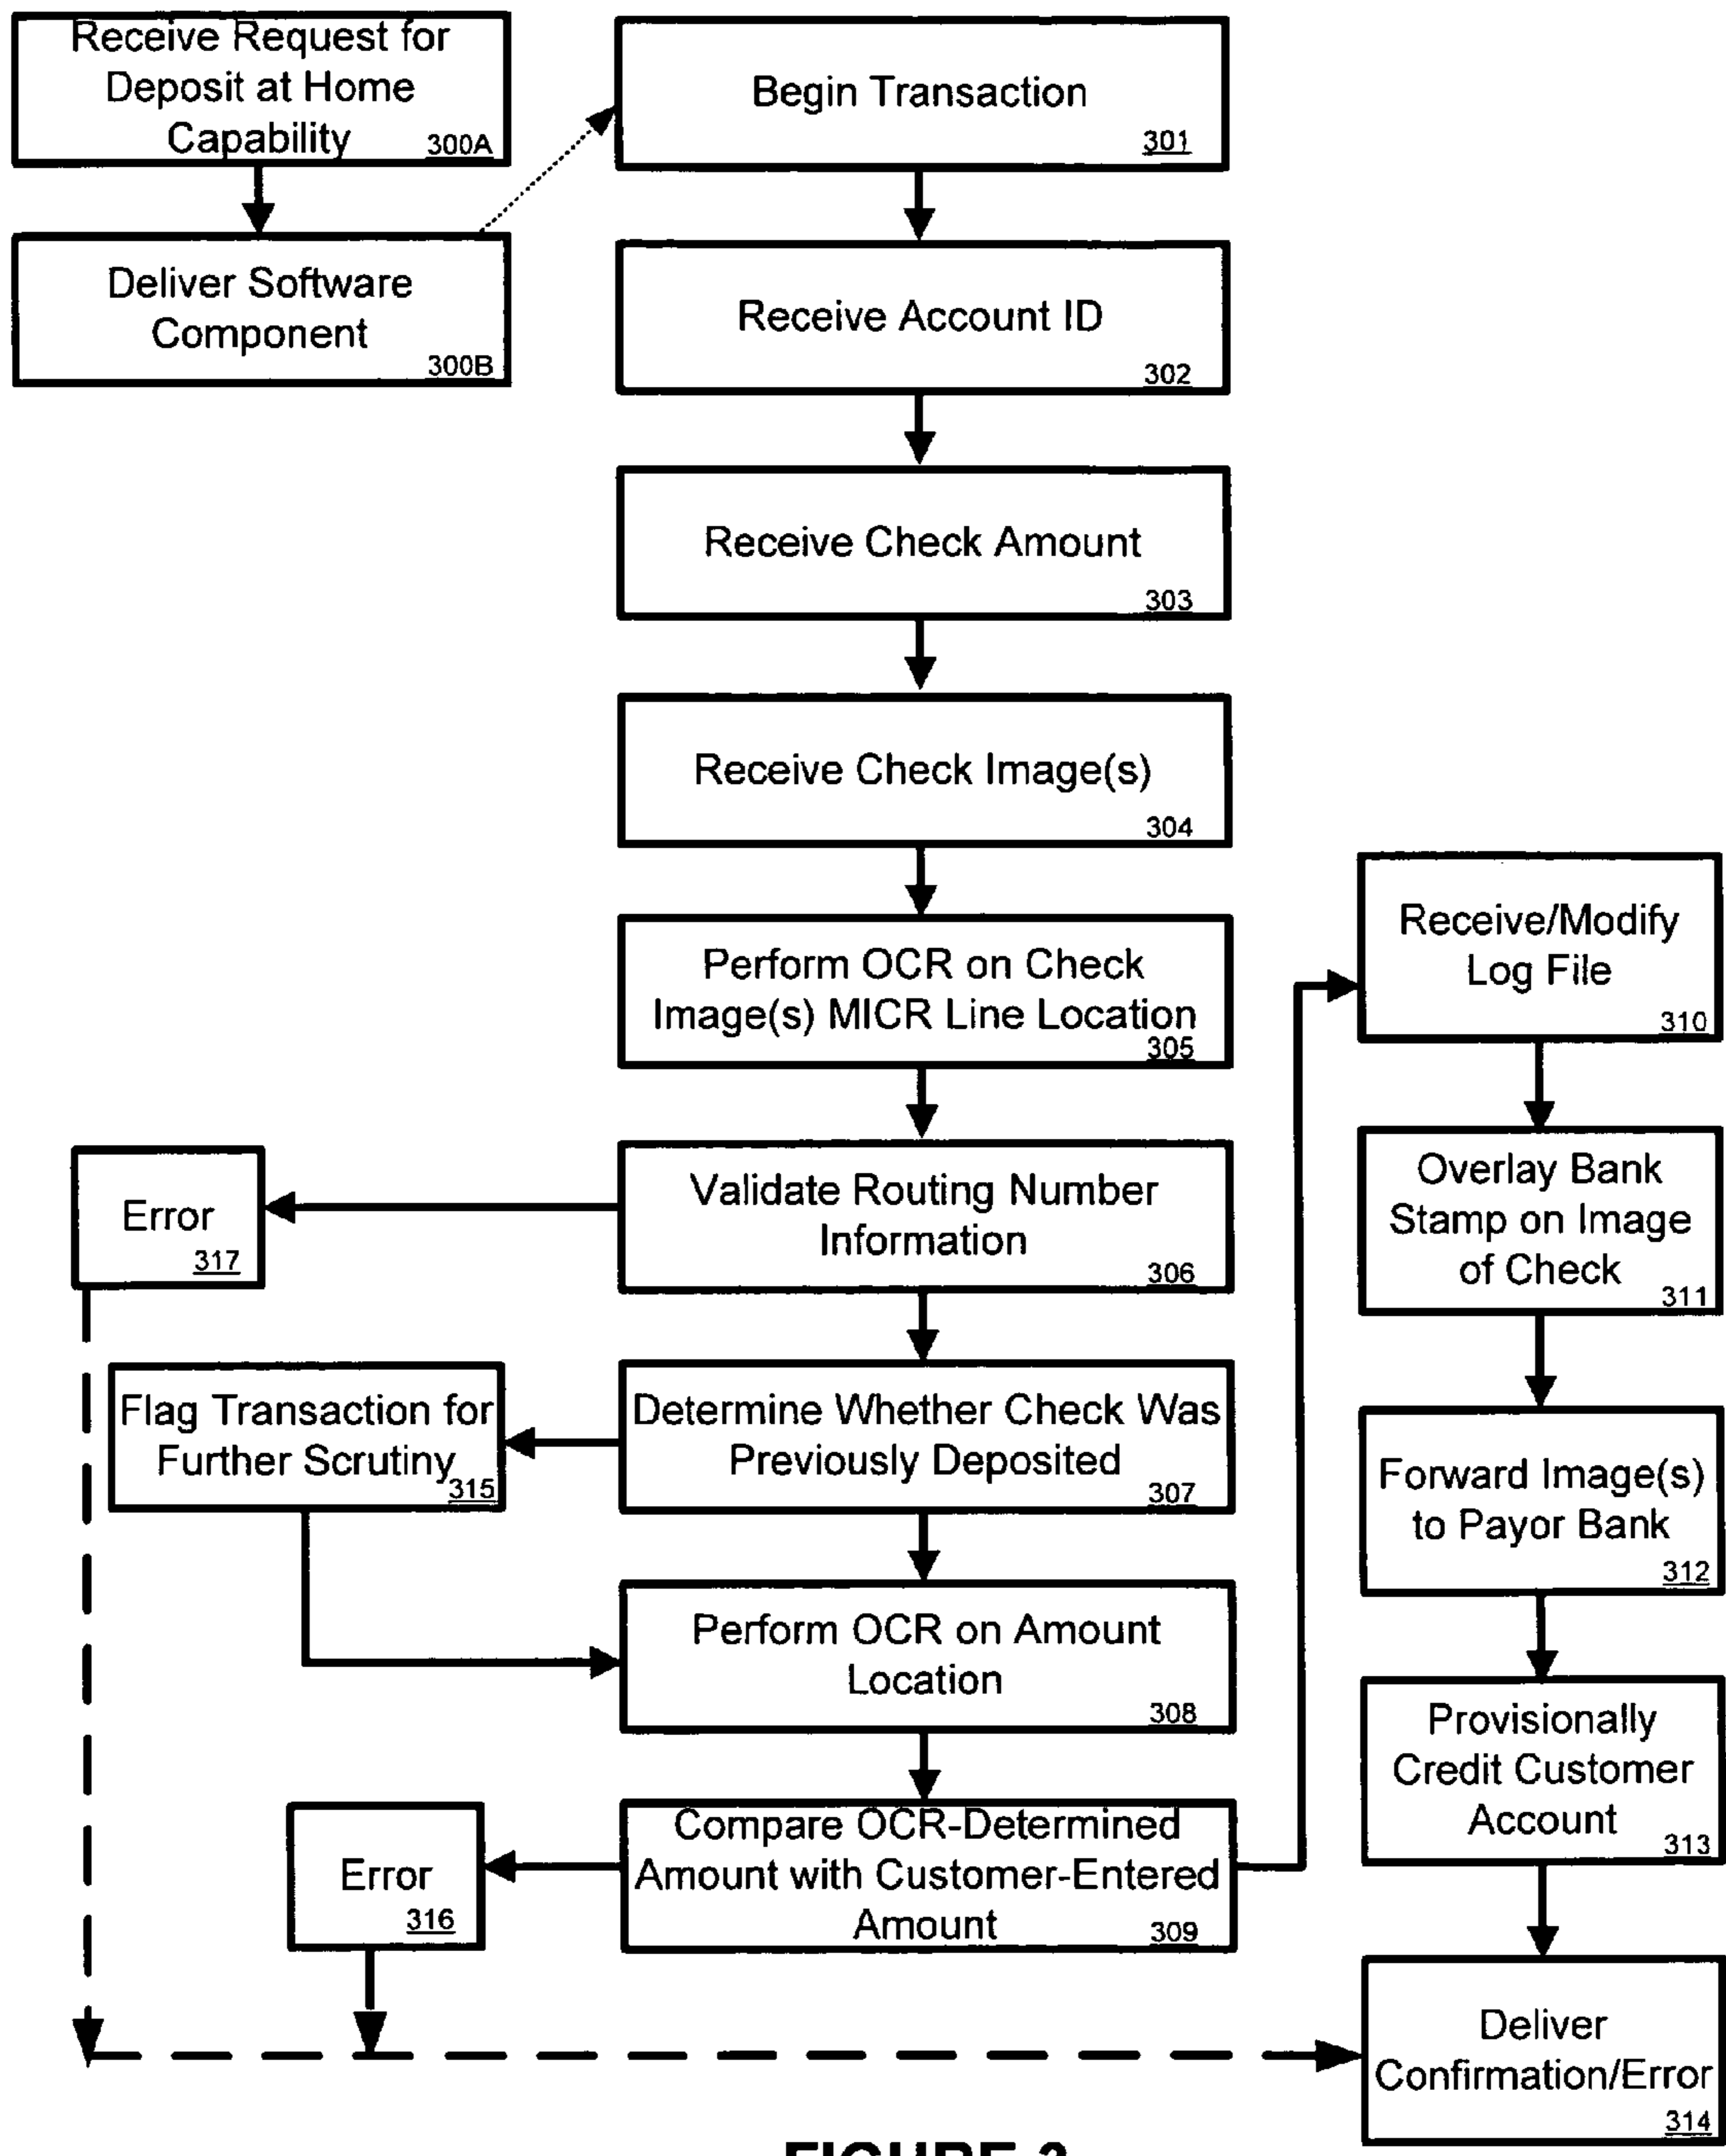 Receive Request for
Deposit at Home
Capability
300A
Deliver Software
Component
300B
Begin Transaction
301
Receive Account ID
302
Receive Check Amount
303
Receive Check Image(s)
304
Perform OCR on Check
Image(s) MICR Line Location
305
Validate Routing Number
Information
306
Error
317
Determine Whether Check Was
Previously Deposited
307
Flag Transaction for
Further Scrutiny
315
Perform OCR on Amount
Location
308
Compare OCR-Determined
Amount with Customer-Entered
Amount
309
Error
316
Receive/Modify
Log File
310
Overlay Bank
Stamp on Image
of Check
311
Forward Image(s)
to Payor Bank
312
Provisionally
Credit Customer
Account
313
Deliver
Confirmation/Error
314
FIGURE 3